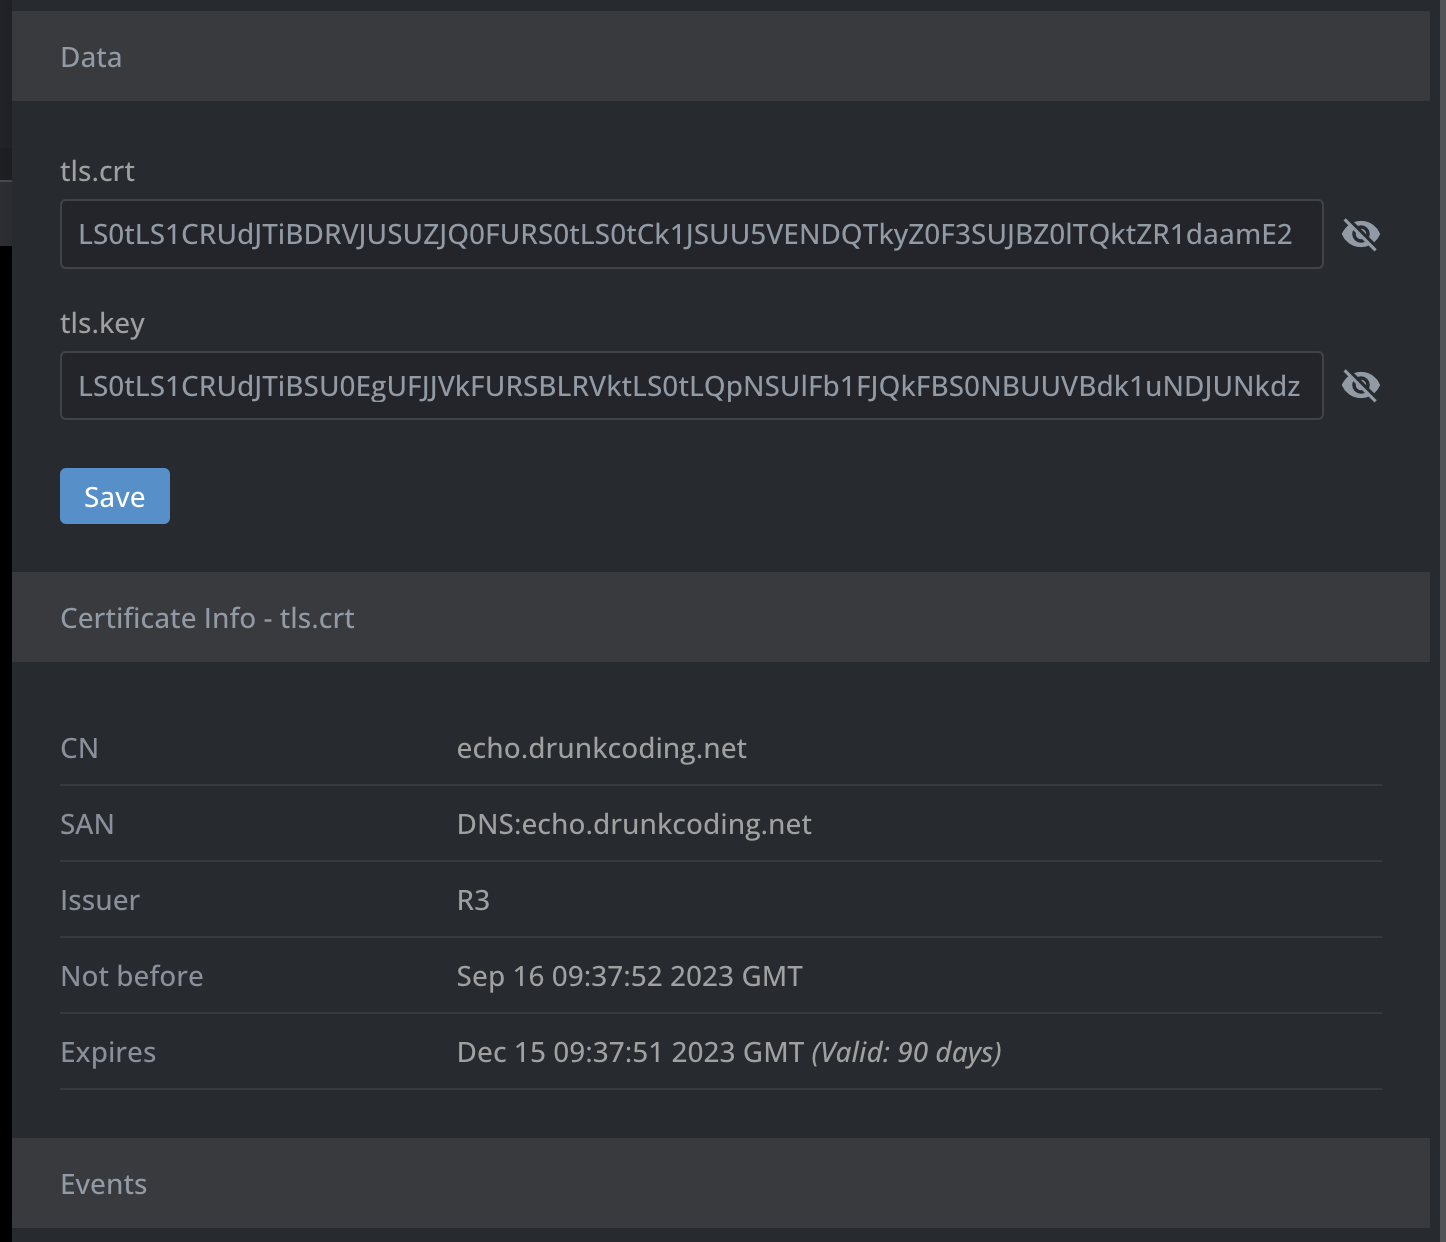 Data
tls.crt
LS0tLS1CRUdJTiBDRVJUSUZJQ0FURS0tLS0tCk1JSUU5VENDQTkyZ0F3SUJBZ0lTQktZR1daamE2
tls.key
LS0tLS1CRUdJTiBSU0EgUFJJVkFURSBLRVktLS0tLQpNSUlFb1FJQkFBS0NBUUVBdk1uNDJUNkdz
Save
Certificate Info - tls.crt
CN echo.drunkcoding.net
SAN DNS:echo.drunkcoding.net
Issuer R3
Not before Sep 16 09:37:52 2023 GMT
Expires Dec 15 09:37:51 2023 GMT (Valid: 90 days)
Events